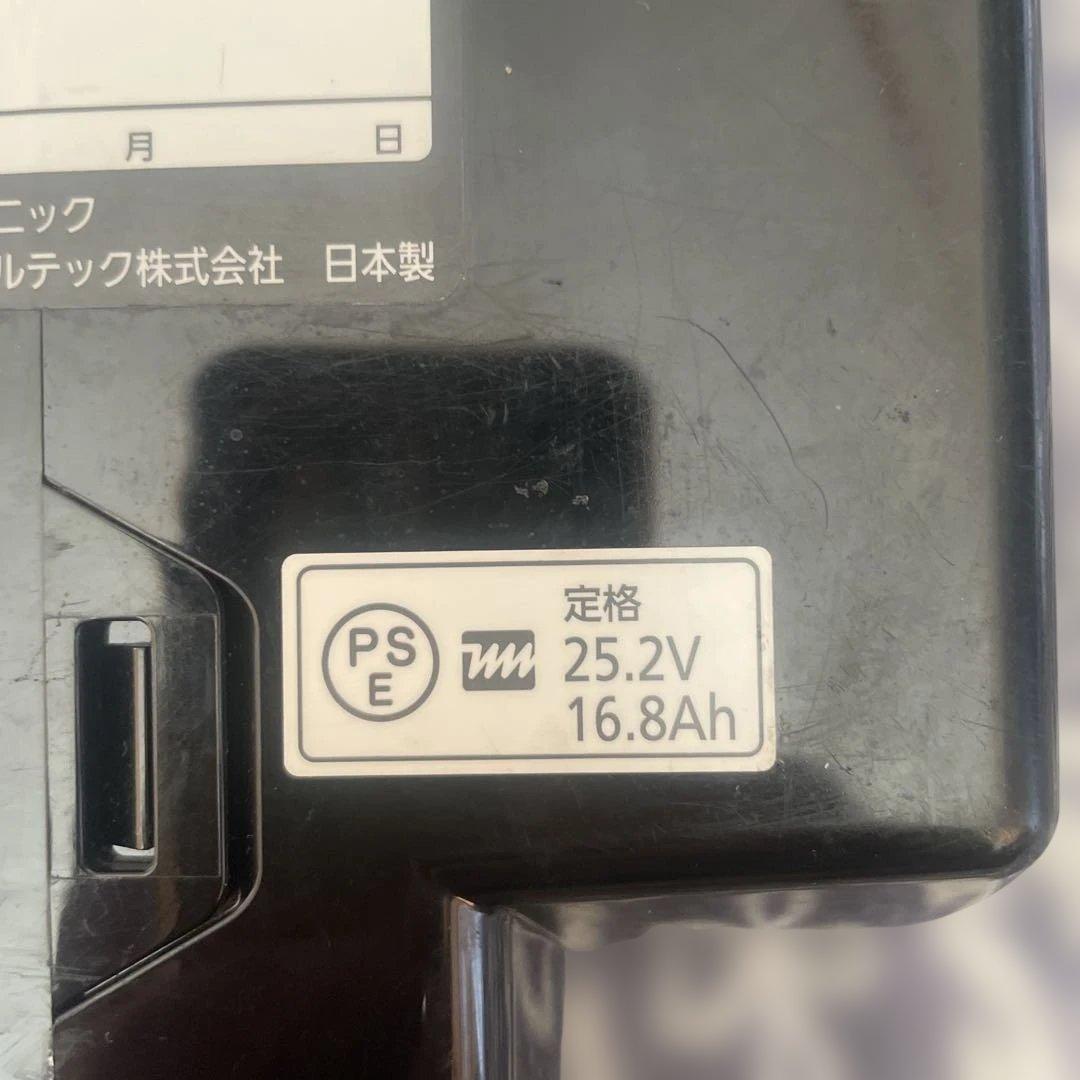 月 日
ニック
ルテック株式会社 日本製
PS
E
定格
25.2V
16.8Ah